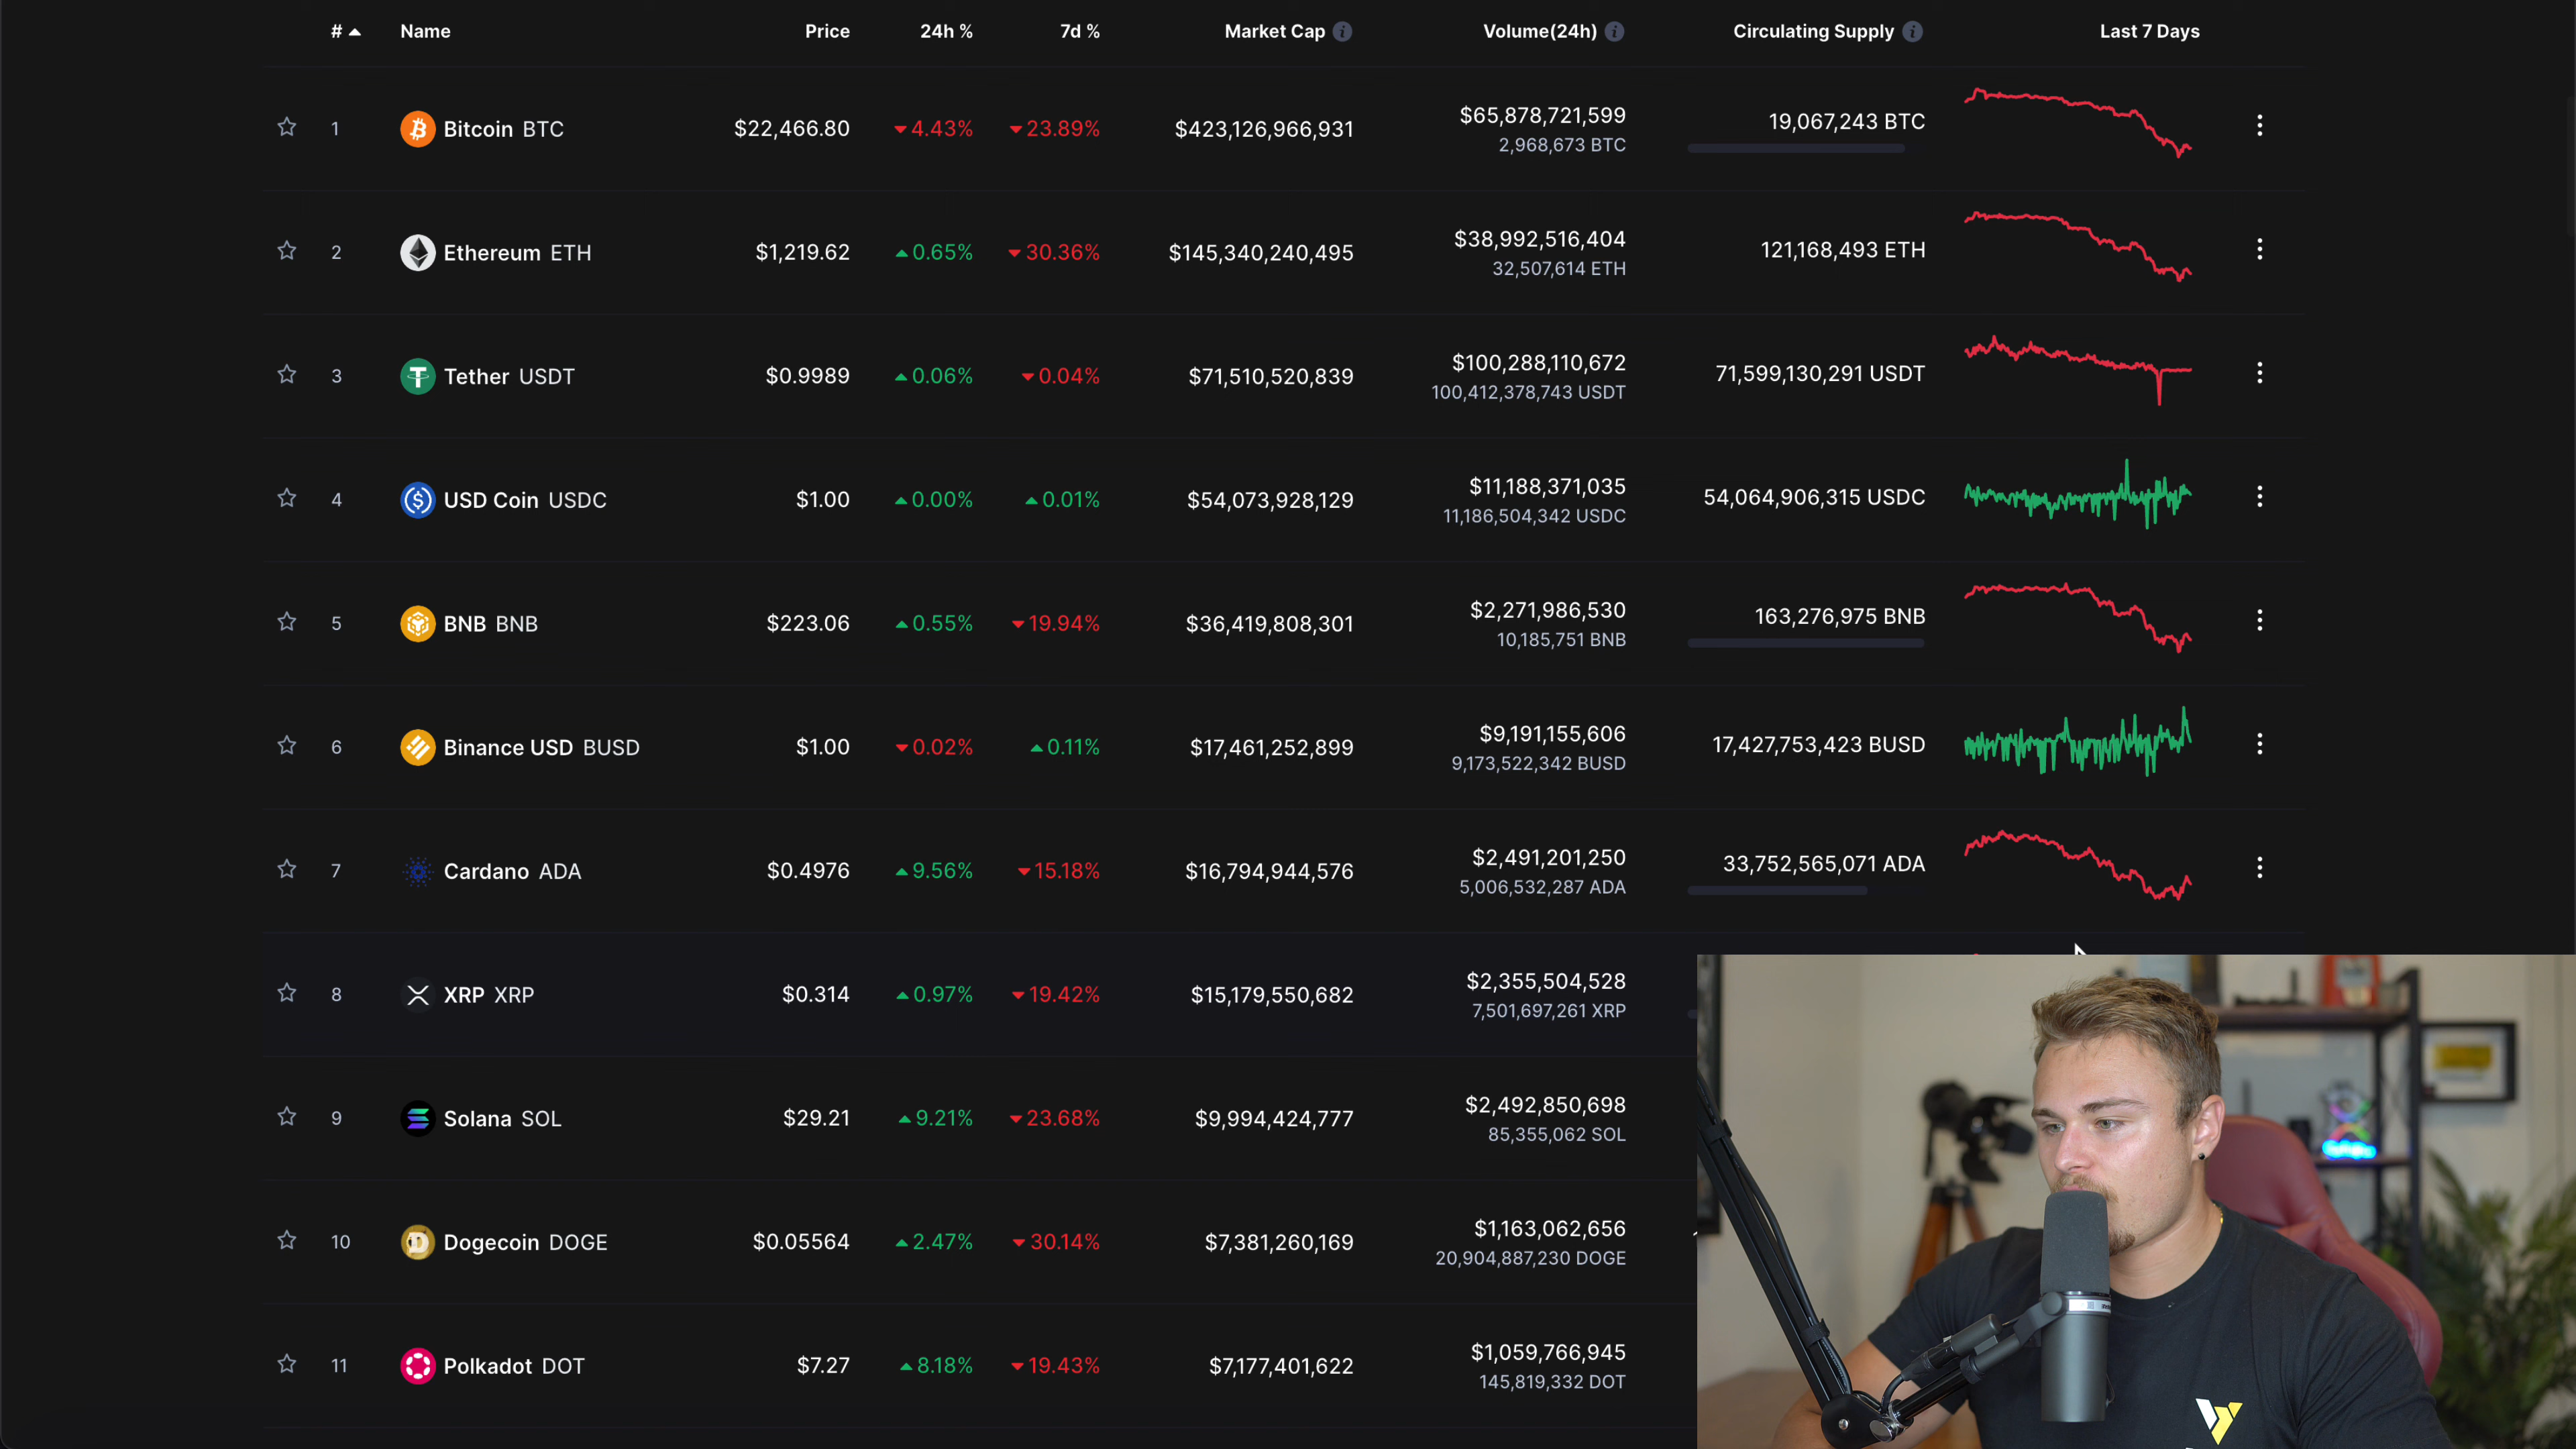 # Name Price 24h % 7d % Market Cap Volume(24h) Circulating Supply Last 7 Days
1 Bitcoin BTC $22,466.80 4.43% 23.89% $423,126,966,931 $65,878,721,599 19,067,243 BTC
2,968,673 BTC
2 Ethereum ETH $1,219.62 0.65% 30.36% $145,340,240,495 $38,992,516,404 121,168,493 ETH
32,507,614 ETH
3 Tether USDT $0.9989 0.06% 0.04% $71,510,520,839 $100,288,110,672 71,599,130,291 USDT
100,412,378,743 USDT
4 USD Coin USDC $1.00 0.00% 0.01% $54,073,928,129 $11,188,371,035 54,064,906,315 USDC
11,186,504,342 USDC
5 BNB BNB $223.06 0.55% 19.94% $36,419,808,301 $2,271,986,530 163,276,975 BNB
10,185,751 BNB
6 Binance USD BUSD $1.00 0.02% 0.11% $17,461,252,899 $9,191,155,606 17,427,753,423 BUSD
9,173,522,342 BUSD
7 Cardano ADA $0.4976 9.56% 15.18% $16,794,944,576 $2,491,201,250 33,752,565,071 ADA
5,006,532,287 ADA
8 XRP XRP $0.314 0.97% 19.42% $15,179,550,682 $2,355,504,528
7,501,697,261 XRP
9 Solana SOL $29.21 9.21% 23.68% $9,994,424,777 $2,492,850,698
85,355,062 SOL
10 Dogecoin DOGE $0.05564 2.47% 30.14% $7,381,260,169 $1,163,062,656
20,904,887,230 DOGE
11 Polkadot DOT $7.27 8.18% 19.43% $7,177,401,622 $1,059,766,945
145,819,332 DOT